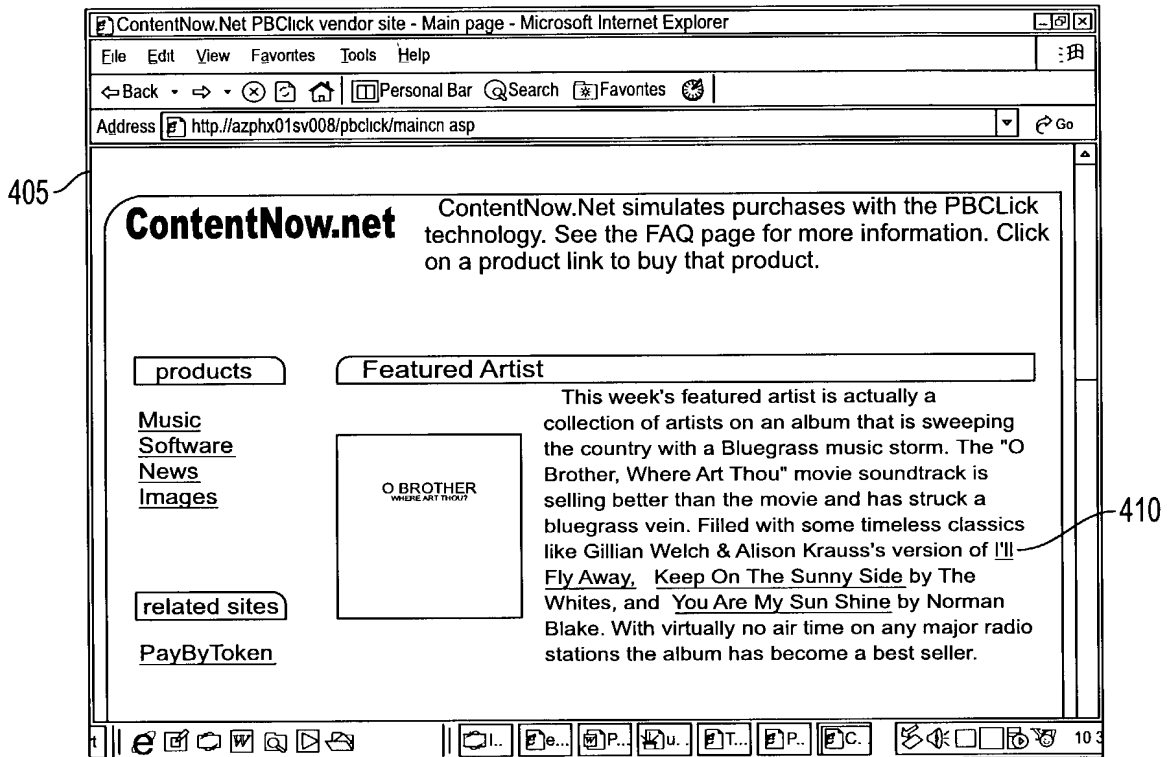 ContentNow.Net PBClick vendor site - Main page - Microsoft Internet Explorer
File Edit View Favorites Tools Help
Back Personal Bar Search Favorites
Address http://azphx01sv008/pbclick/maincn asp Go
405
ContentNow.net
ContentNow.Net simulates purchases with the PBCLick
technology. See the FAQ page for more information. Click
on a product link to buy that product.
products
Music
Software
News
Images
related sites
PayByToken
Featured Artist
O BROTHER
WHERE ART THOU?
This week's featured artist is actually a
collection of artists on an album that is sweeping
the country with a Bluegrass music storm. The "O
Brother, Where Art Thou" movie soundtrack is
selling better than the movie and has struck a
bluegrass vein. Filled with some timeless classics
like Gillian Welch & Alison Krauss's version of I'll
Fly Away, Keep On The Sunny Side by The
Whites, and You Are My Sun Shine by Norman
Blake. With virtually no air time on any major radio
stations the album has become a best seller.
410
t W I.. e... P... u.. T... P.. C. 10